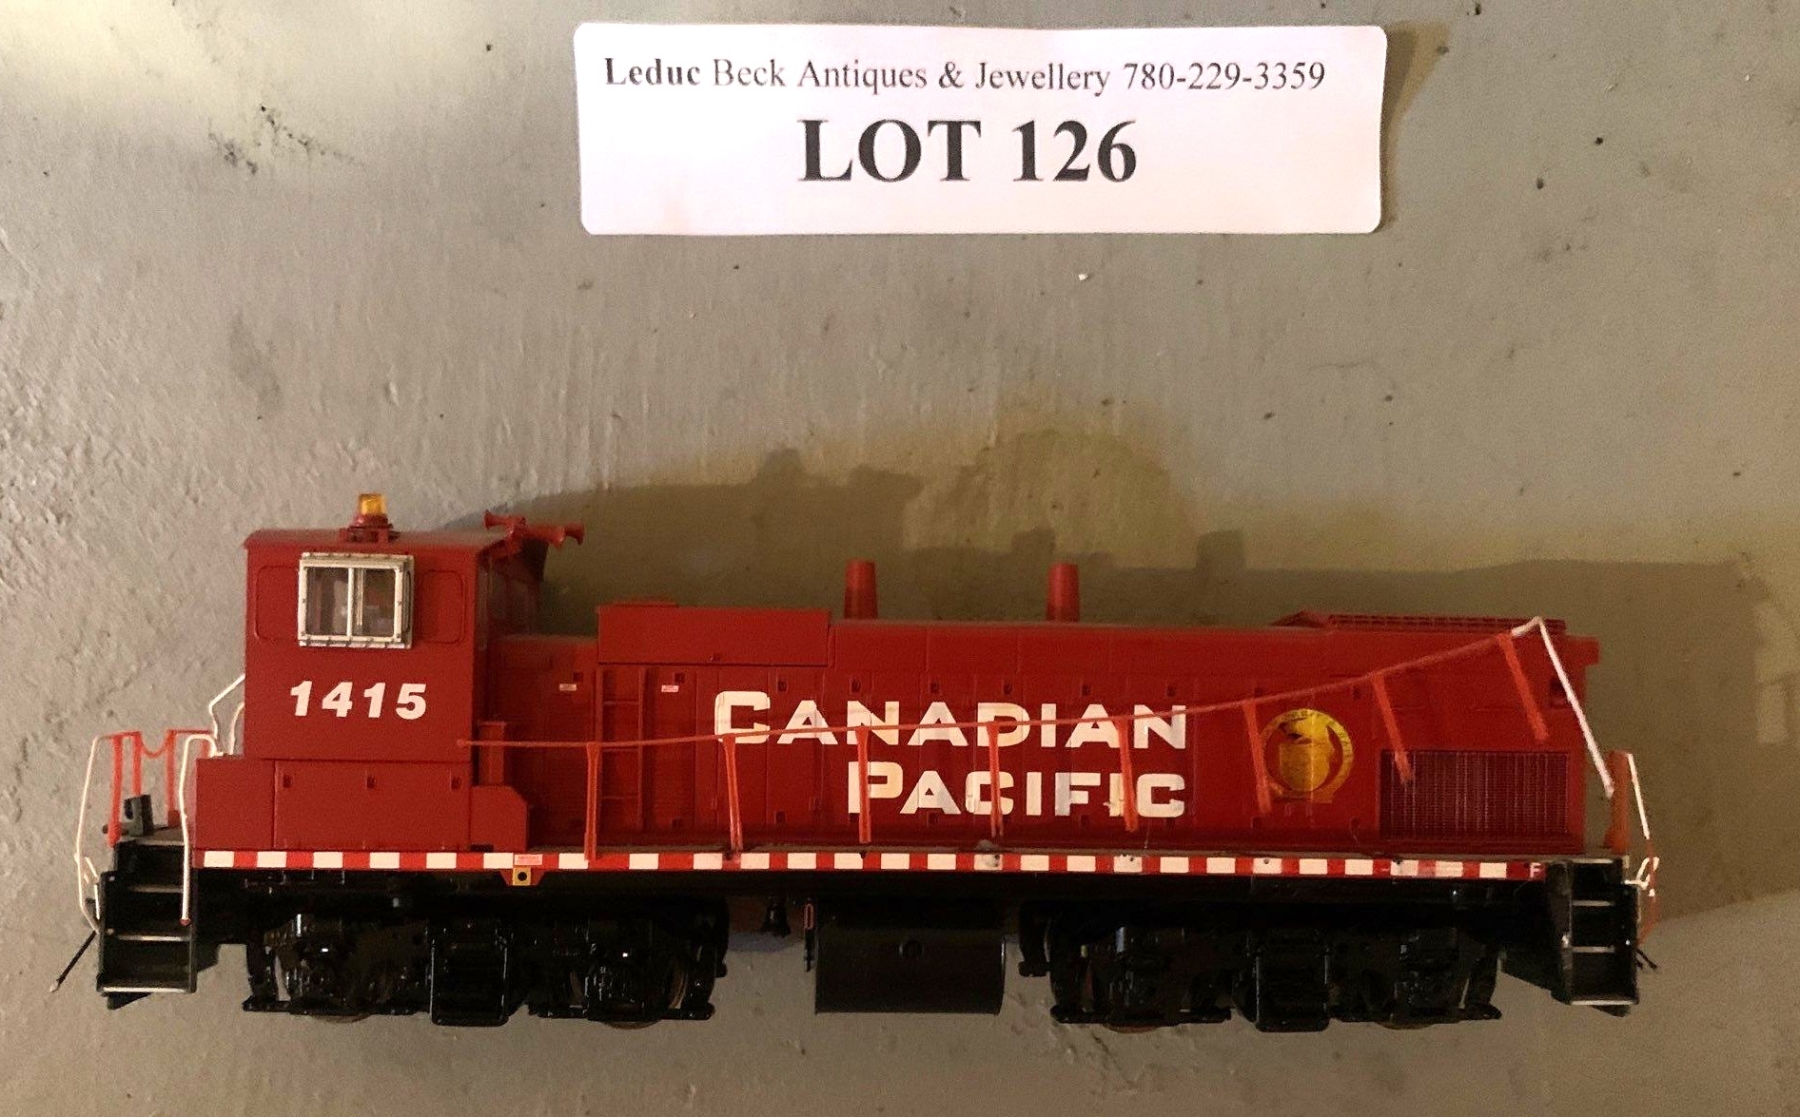 Leduc Beck Antiques & Jewellery 780-229-3359
LOT 126
1415
CANADIAN
PACIFIC
F